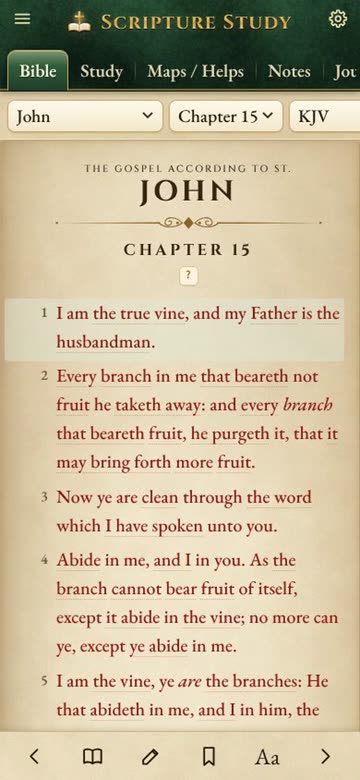 Scripture Study
Bible
Study
Maps / Helps
Notes
Jou
John
Chapter 15
KJV
THE GOSPEL ACCORDING TO ST.
JOHN
CHAPTER 15
?
1 I am the true vine, and my Father is the
husbandman.
2 Every branch in me that beareth not
fruit he taketh away: and every branch
that beareth fruit, he purgeth it, that it
may bring forth more fruit.
3 Now ye are clean through the word
which I have spoken unto you.
4 Abide in me, and I in you. As the
branch cannot bear fruit of itself,
except it abide in the vine; no more can
ye, except ye abide in me.
5 I am the vine, ye are the branches: He
that abideth in me, and I in him, the
Aa